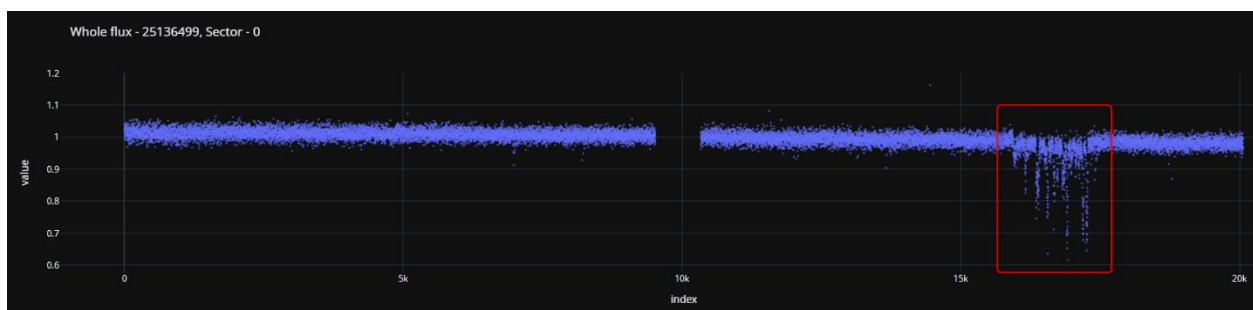 Whole flux - 25136499, Sector - 0
1.2
1.1
1
0.9
0.8
0.7
0.6
value
0
5k
10k
15k
20k
index